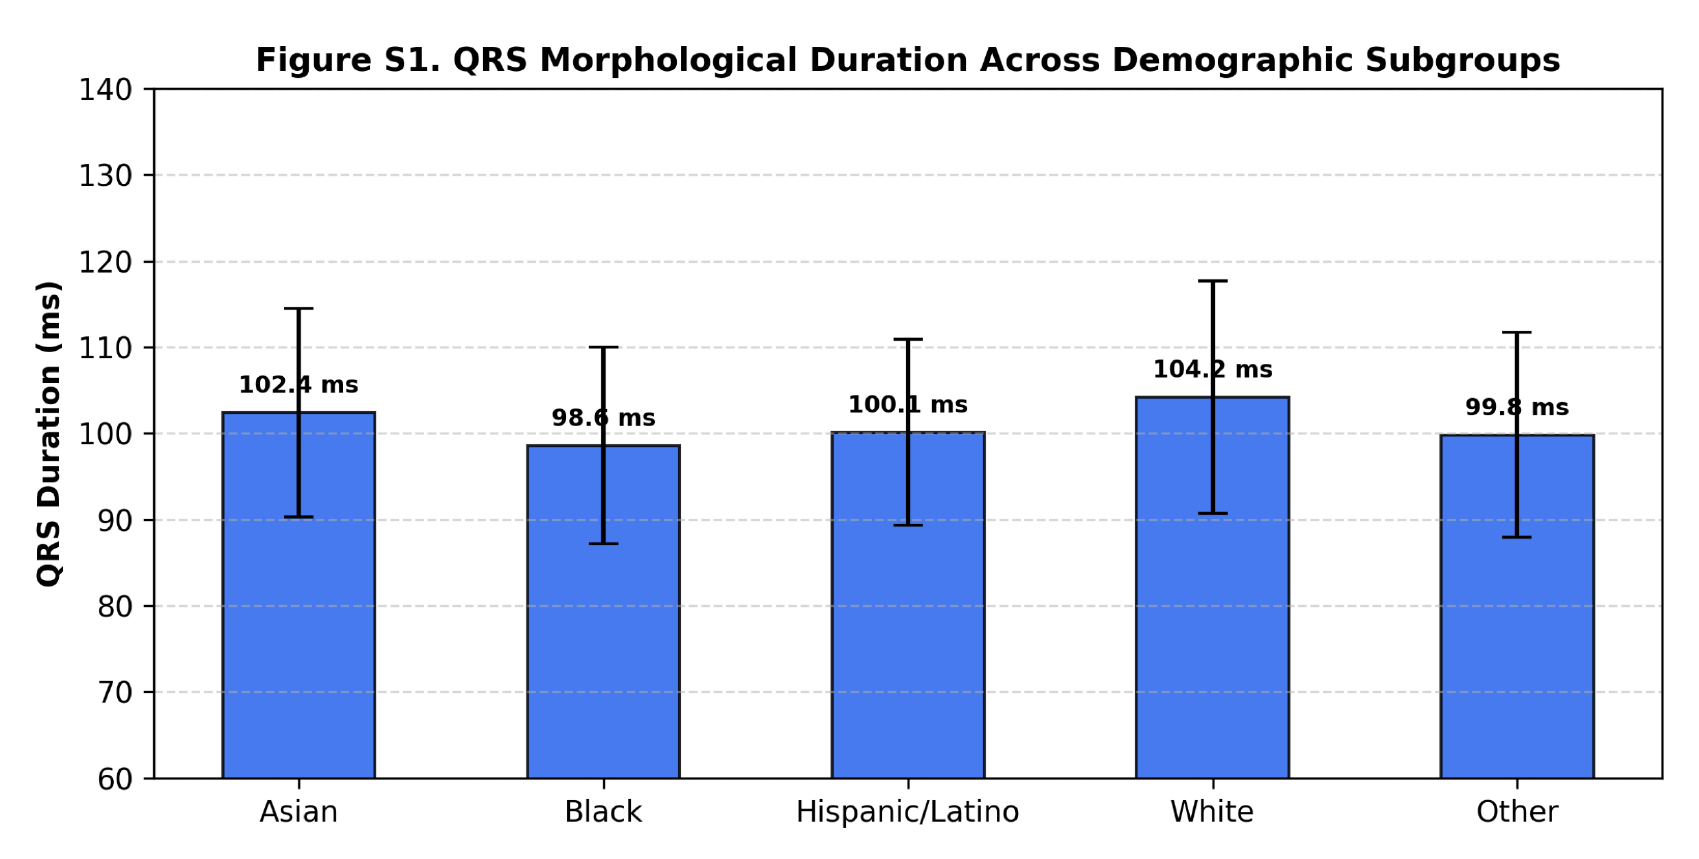 Figure S1. QRS Morphological Duration Across Demographic Subgroups
QRS Duration (ms)
140
130
120
110
100
90
80
70
60
102.4 ms
98.6 ms
100.1 ms
104.2 ms
99.8 ms
Asian
Black
Hispanic/Latino
White
Other